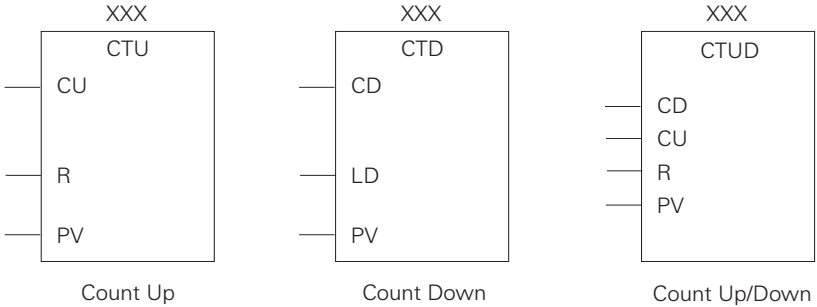 XXX
CTU
CU
R
PV
Count Up
XXX
CTD
CD
LD
PV
Count Down
XXX
CTUD
CD
CU
R
PV
Count Up/Down